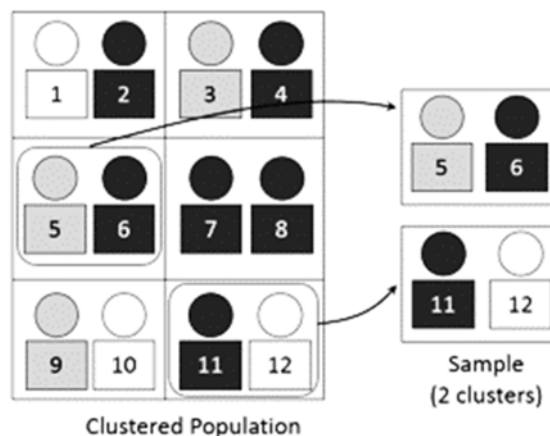 1 2 3 4
5 6 7 8
9 10 11 12
5 6
11 12
Sample
(2 clusters)
Clustered Population